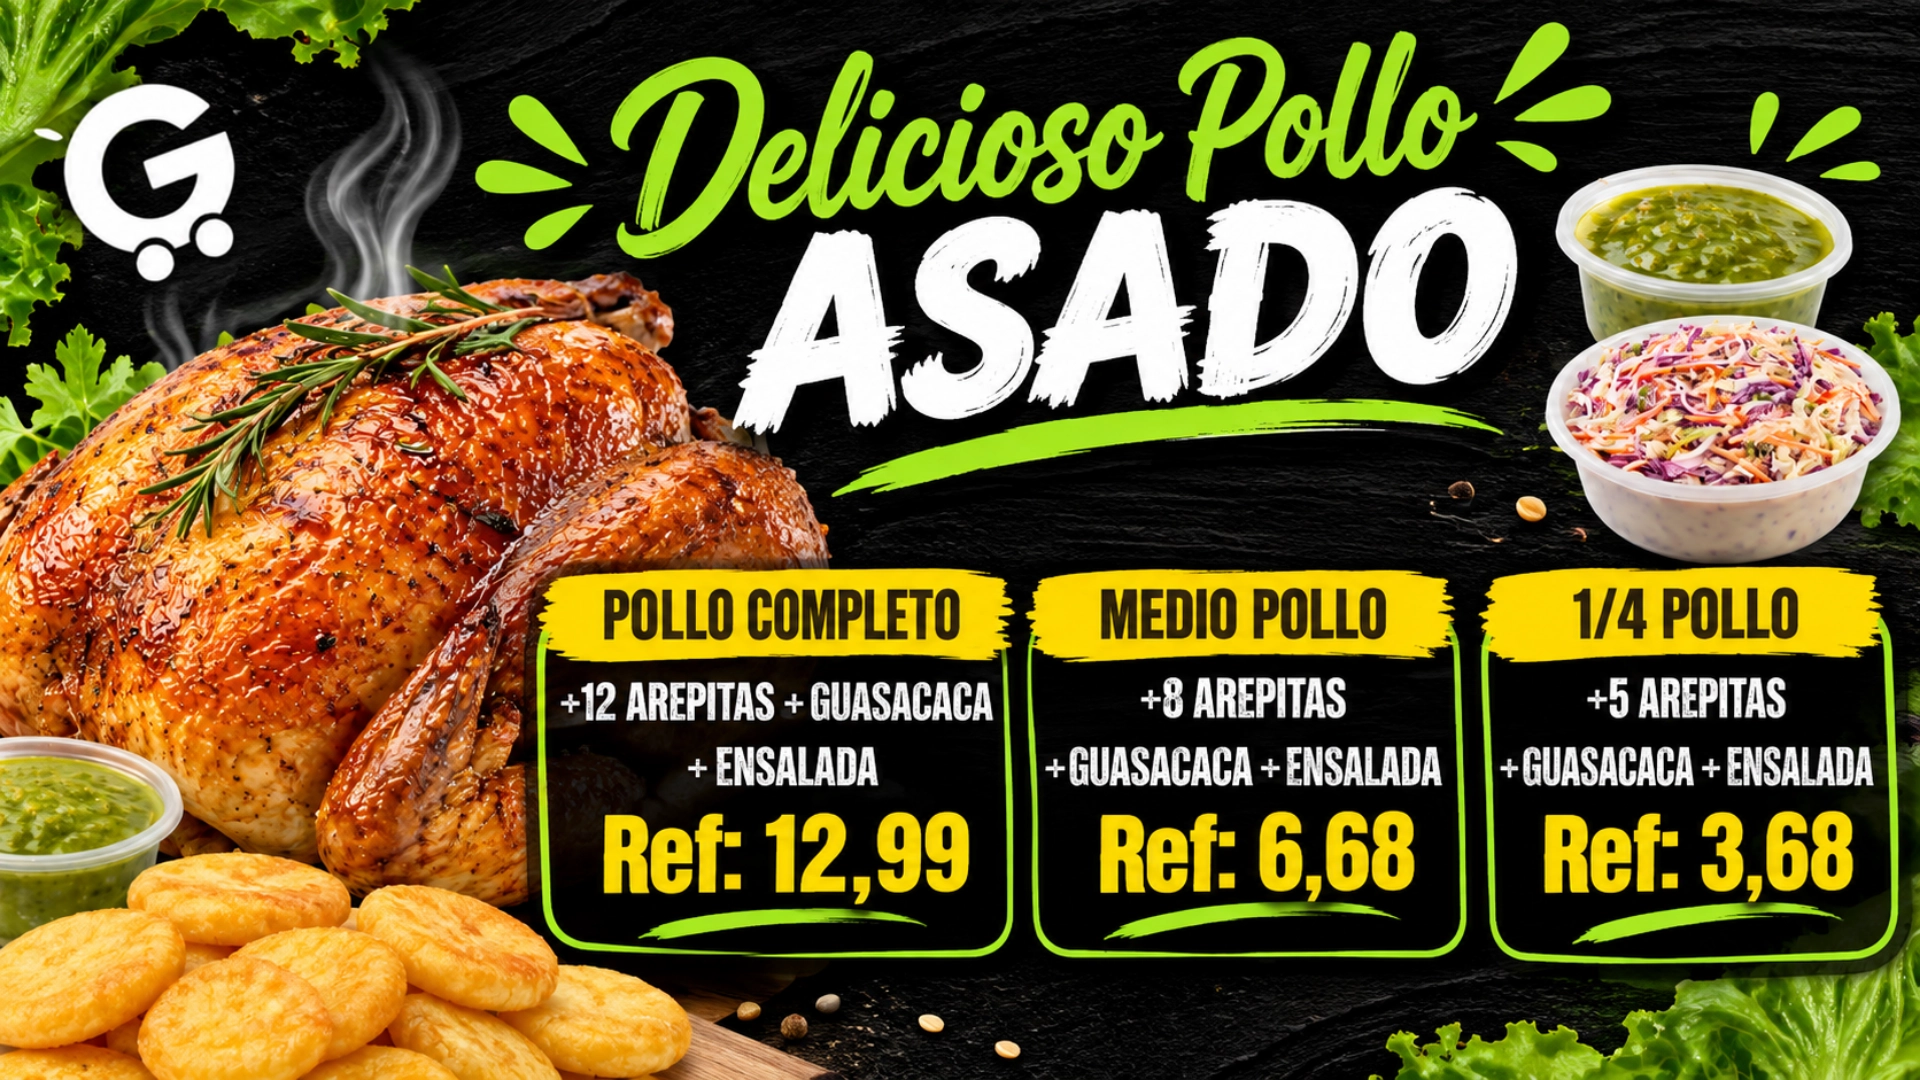 Delicioso Pollo
ASADO
POLLO COMPLETO
+12 AREPITAS + GUASACACA
+ ENSALADA
Ref: 12,99
MEDIO POLLO
+8 AREPITAS
+GUASACACA + ENSALADA
Ref: 6,68
1/4 POLLO
+5 AREPITAS
+GUASACACA + ENSALADA
Ref: 3,68